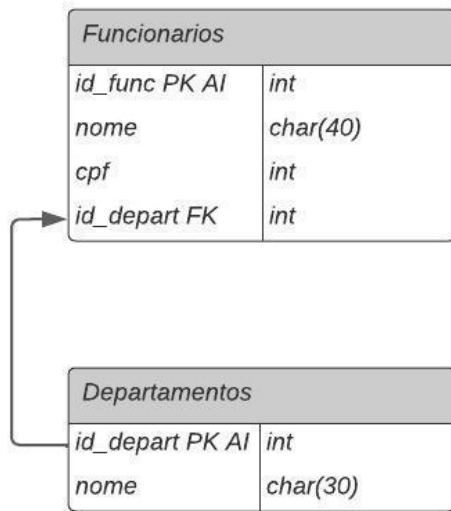 Funcionarios
id_func PK AI int
nome char(40)
cpf int
id_depart FK int
Departamentos
id_depart PK AI int
nome char(30)